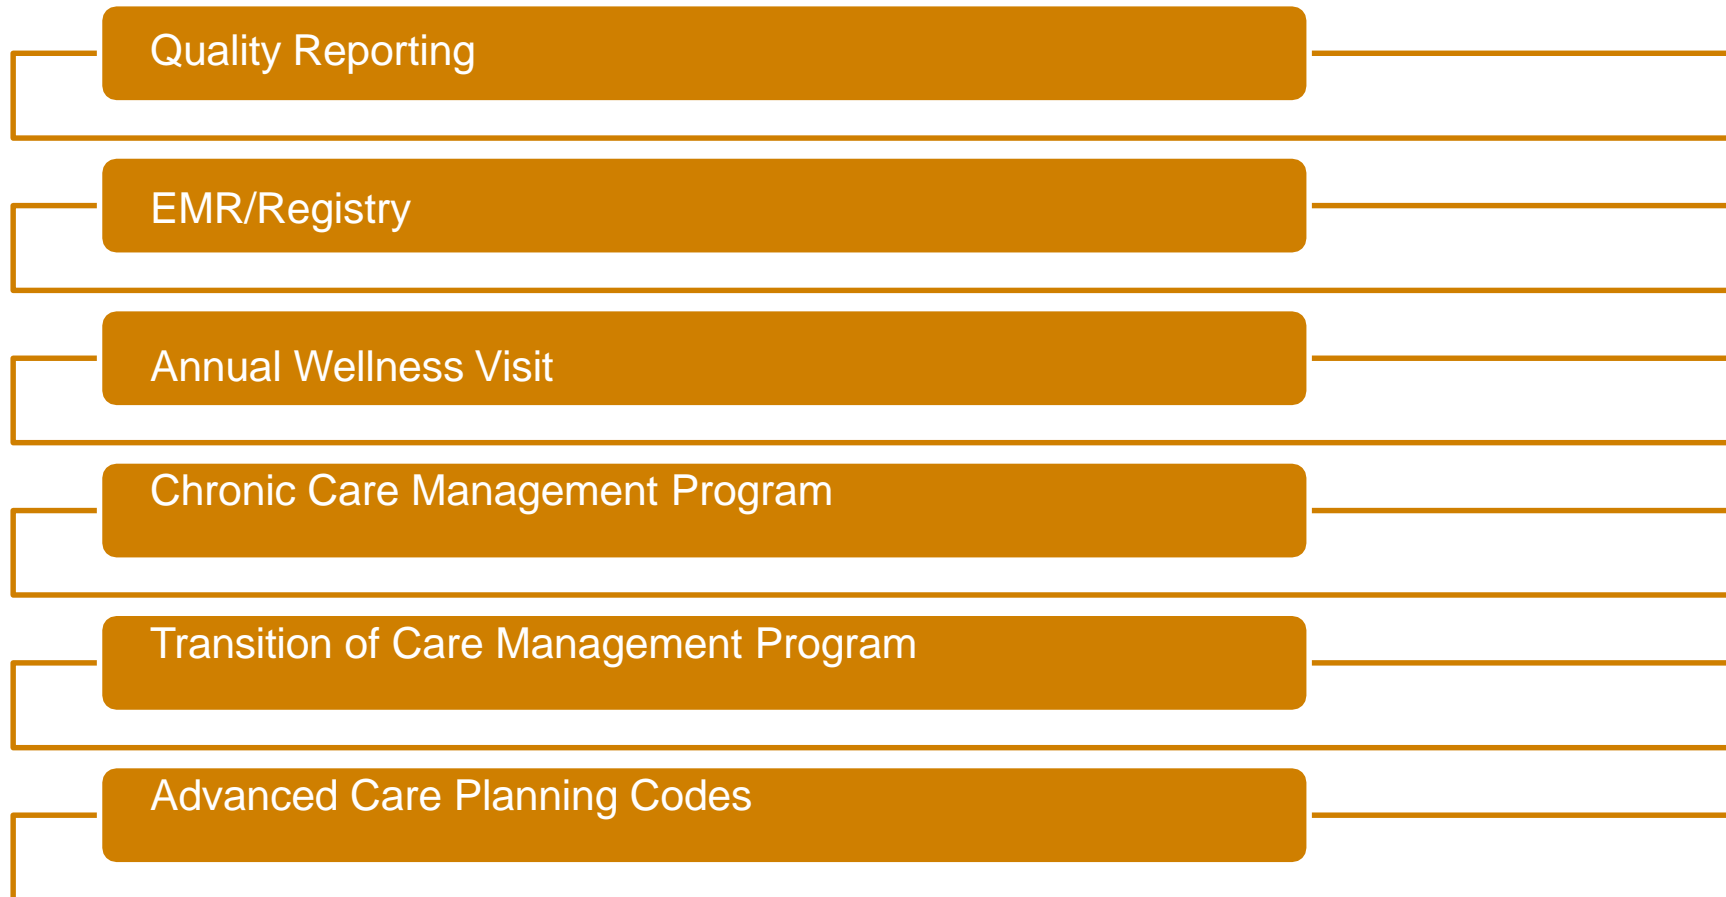 Quality Reporting
EMR/Registry
Annual Wellness Visit
Chronic Care Management Program
Transition of Care Management Program
Advanced Care Planning Codes